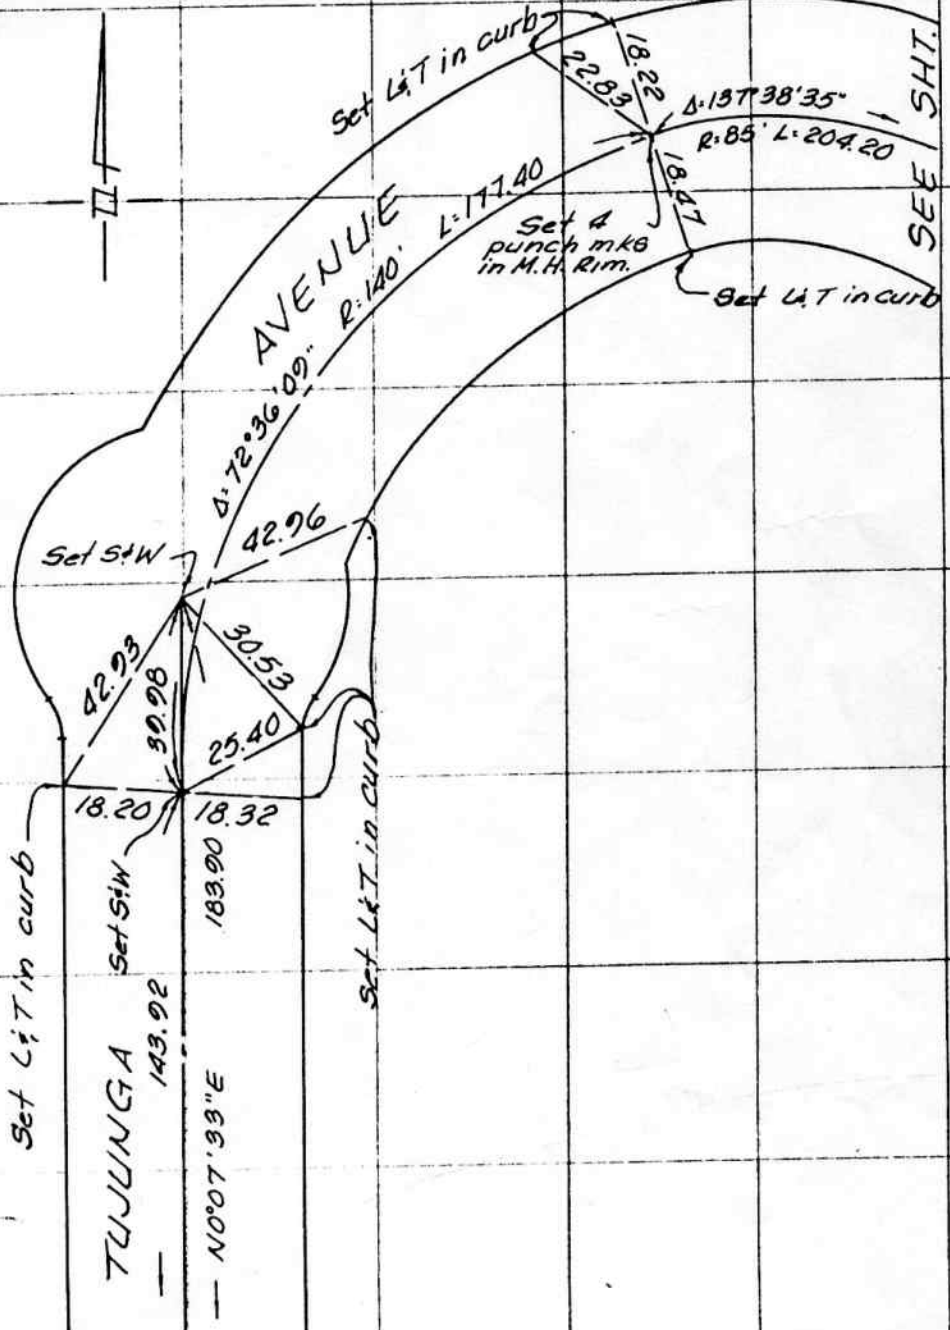 Set L&T in curb
18.22
22.83
Δ=137°38'35"
R=85' L=204.20
SEE 1 SHT.
18.47
Set 4
punch mks
in M.H. Rim.
Set L&T in curb
AVENUE
Δ=72°36'09" R=140' L=177.40
42.96
Set S&W
42.93
39.98
30.53
25.40
18.20
18.32
Set S&W
183.90
Set L&T in curb
Set L&T in curb
TUJUNGA
143.92
N0°07'33"E